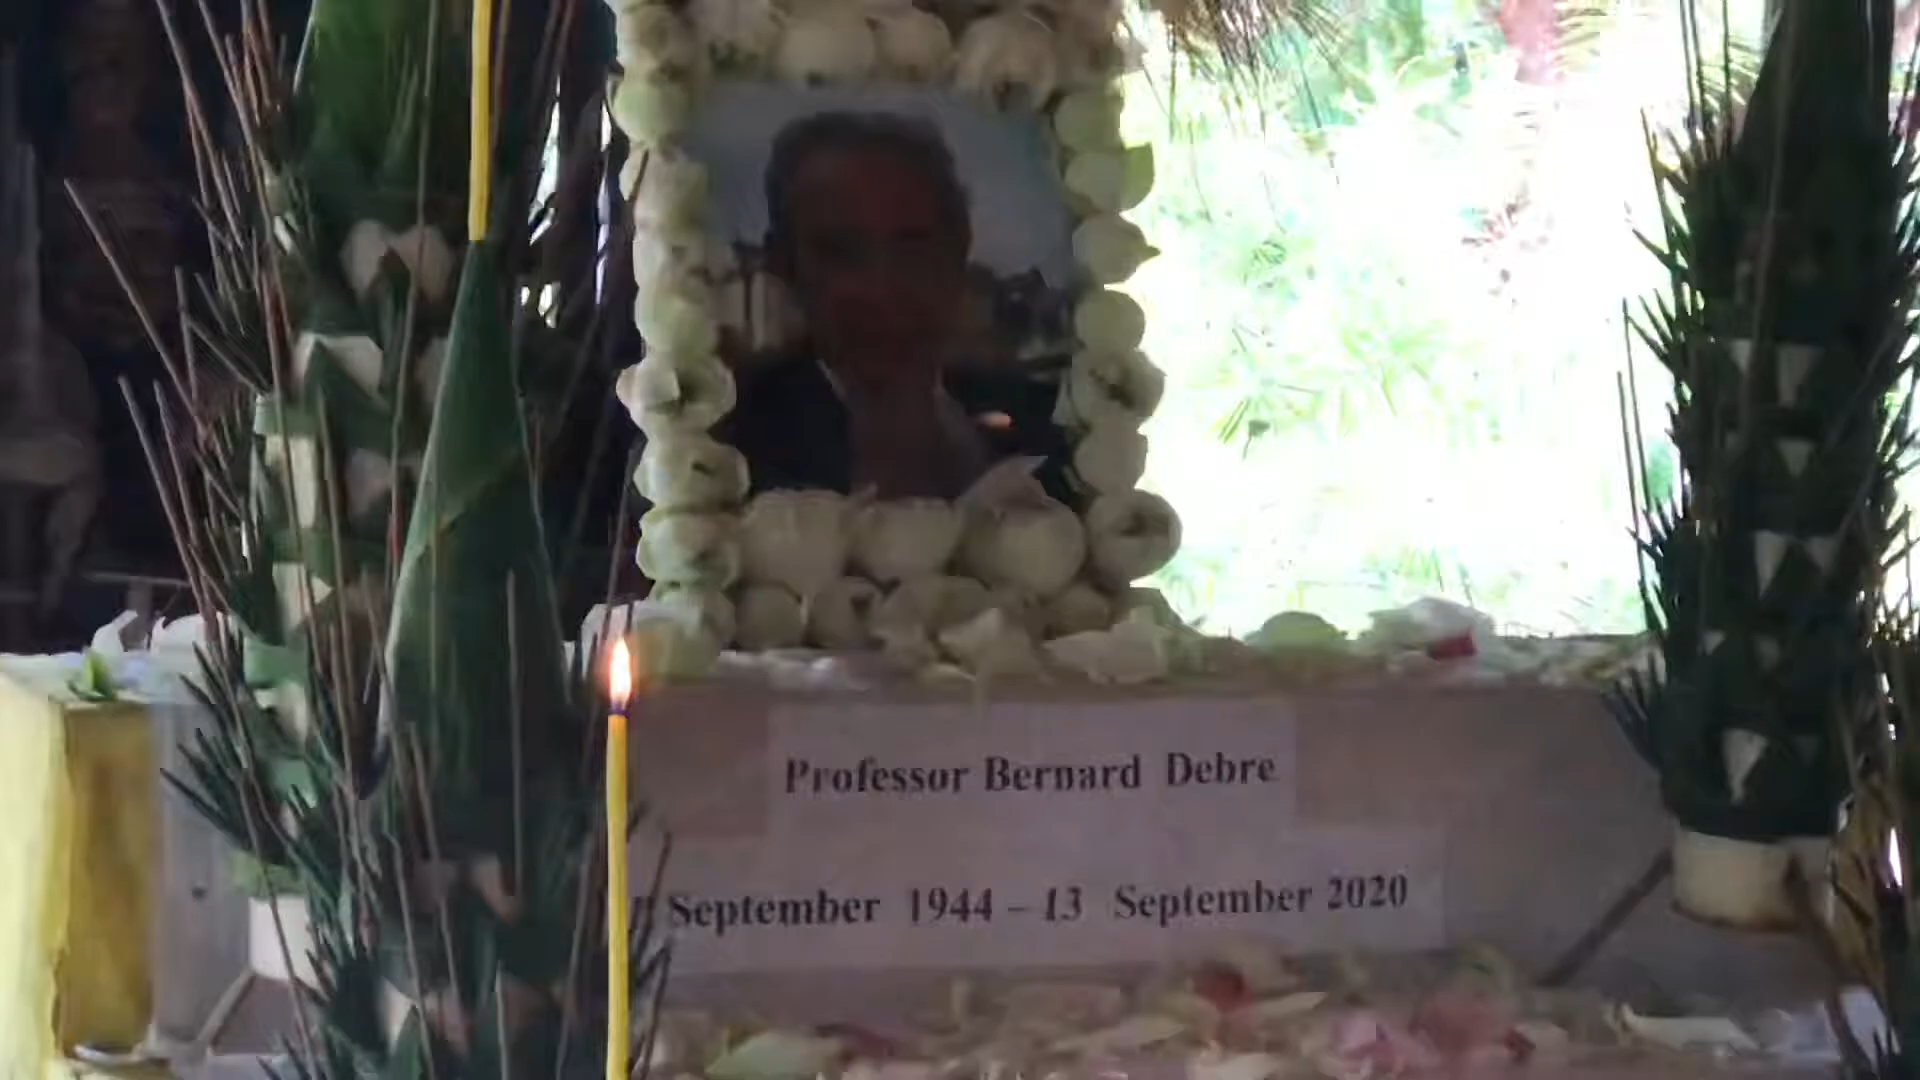 Professor Bernard Debre
September 1944 – 13 September 2020